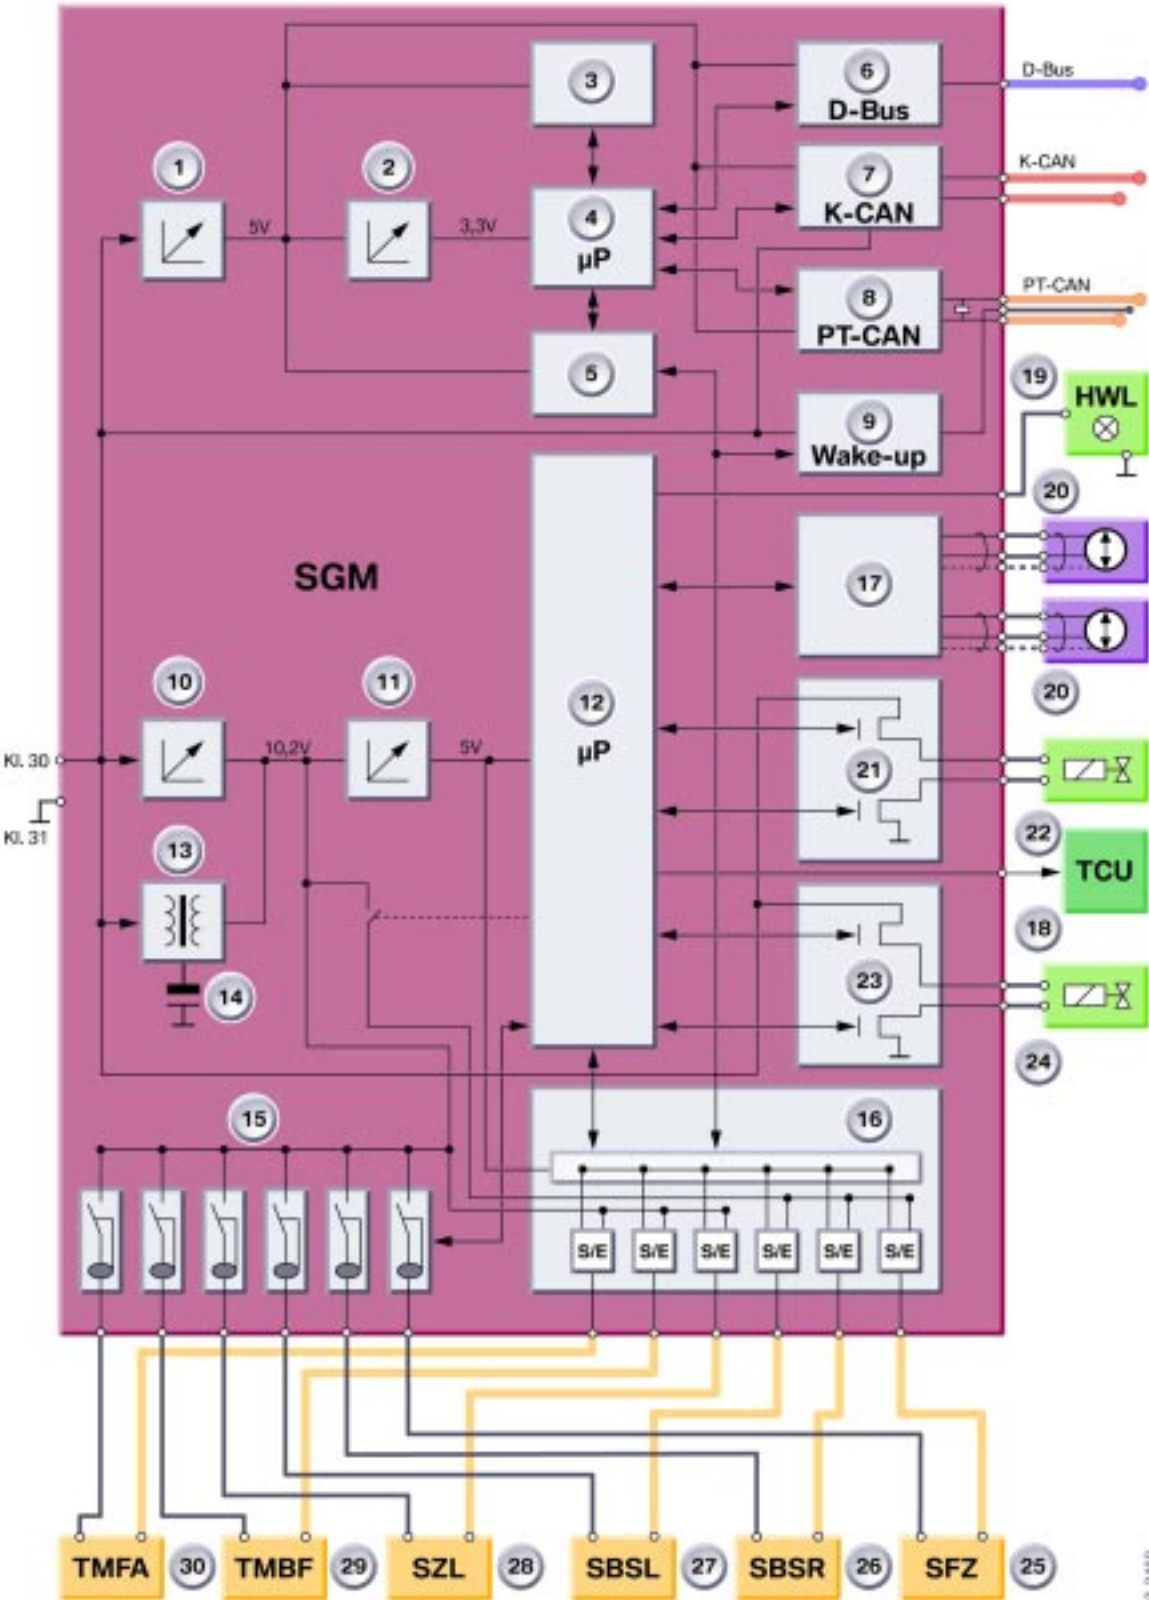 3
6
D-Bus
D-Bus
1
2
7
K-CAN
K-CAN
4
µP
5V
3,3V
8
PT-CAN
PT-CAN
5
19
HWL
9
Wake-up
20
SGM
17
10
11
12
µP
20
10,2V
5V
Kl. 30
21
Kl. 31
13
22
TCU
18
14
23
24
15
16
S/E
S/E
S/E
S/E
S/E
S/E
TMFA
30
TMBF
29
SZL
28
SBSL
27
SBSR
26
SFZ
25